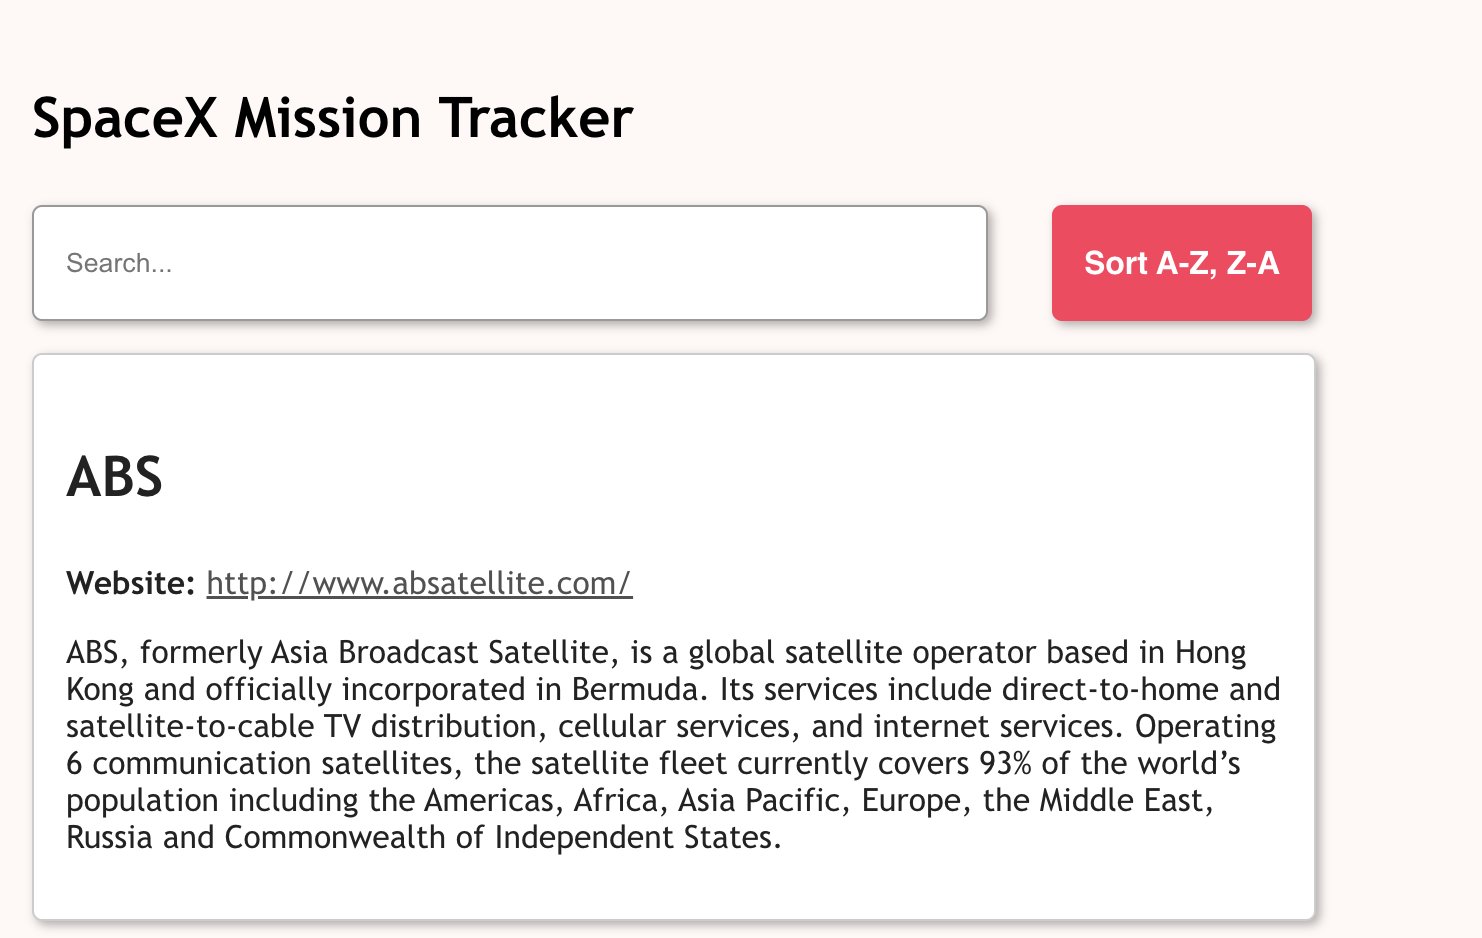 SpaceX Mission Tracker
Search...
Sort A-Z, Z-A
ABS
Website: http://www.absatellite.com/
ABS, formerly Asia Broadcast Satellite, is a global satellite operator based in Hong
Kong and officially incorporated in Bermuda. Its services include direct-to-home and
satellite-to-cable TV distribution, cellular services, and internet services. Operating
6 communication satellites, the satellite fleet currently covers 93% of the world’s
population including the Americas, Africa, Asia Pacific, Europe, the Middle East,
Russia and Commonwealth of Independent States.